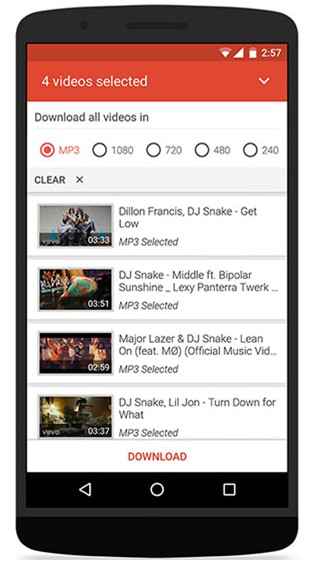 2:57
4 videos selected
Download all videos in
MP3 1080 720 480 240
CLEAR ✕
Dillon Francis, DJ Snake - Get
Low
vevo 03:33
MP3 Selected
DJ Snake - Middle ft. Bipolar
Sunshine _ Lexy Panterra Twerk ...
03:51
MP3 Selected
Major Lazer & DJ Snake - Lean
On (feat. MØ) (Official Music Vid...
02:59
MP3 Selected
DJ Snake, Lil Jon - Turn Down for
What
vevo 03:37
MP3 Selected
DOWNLOAD